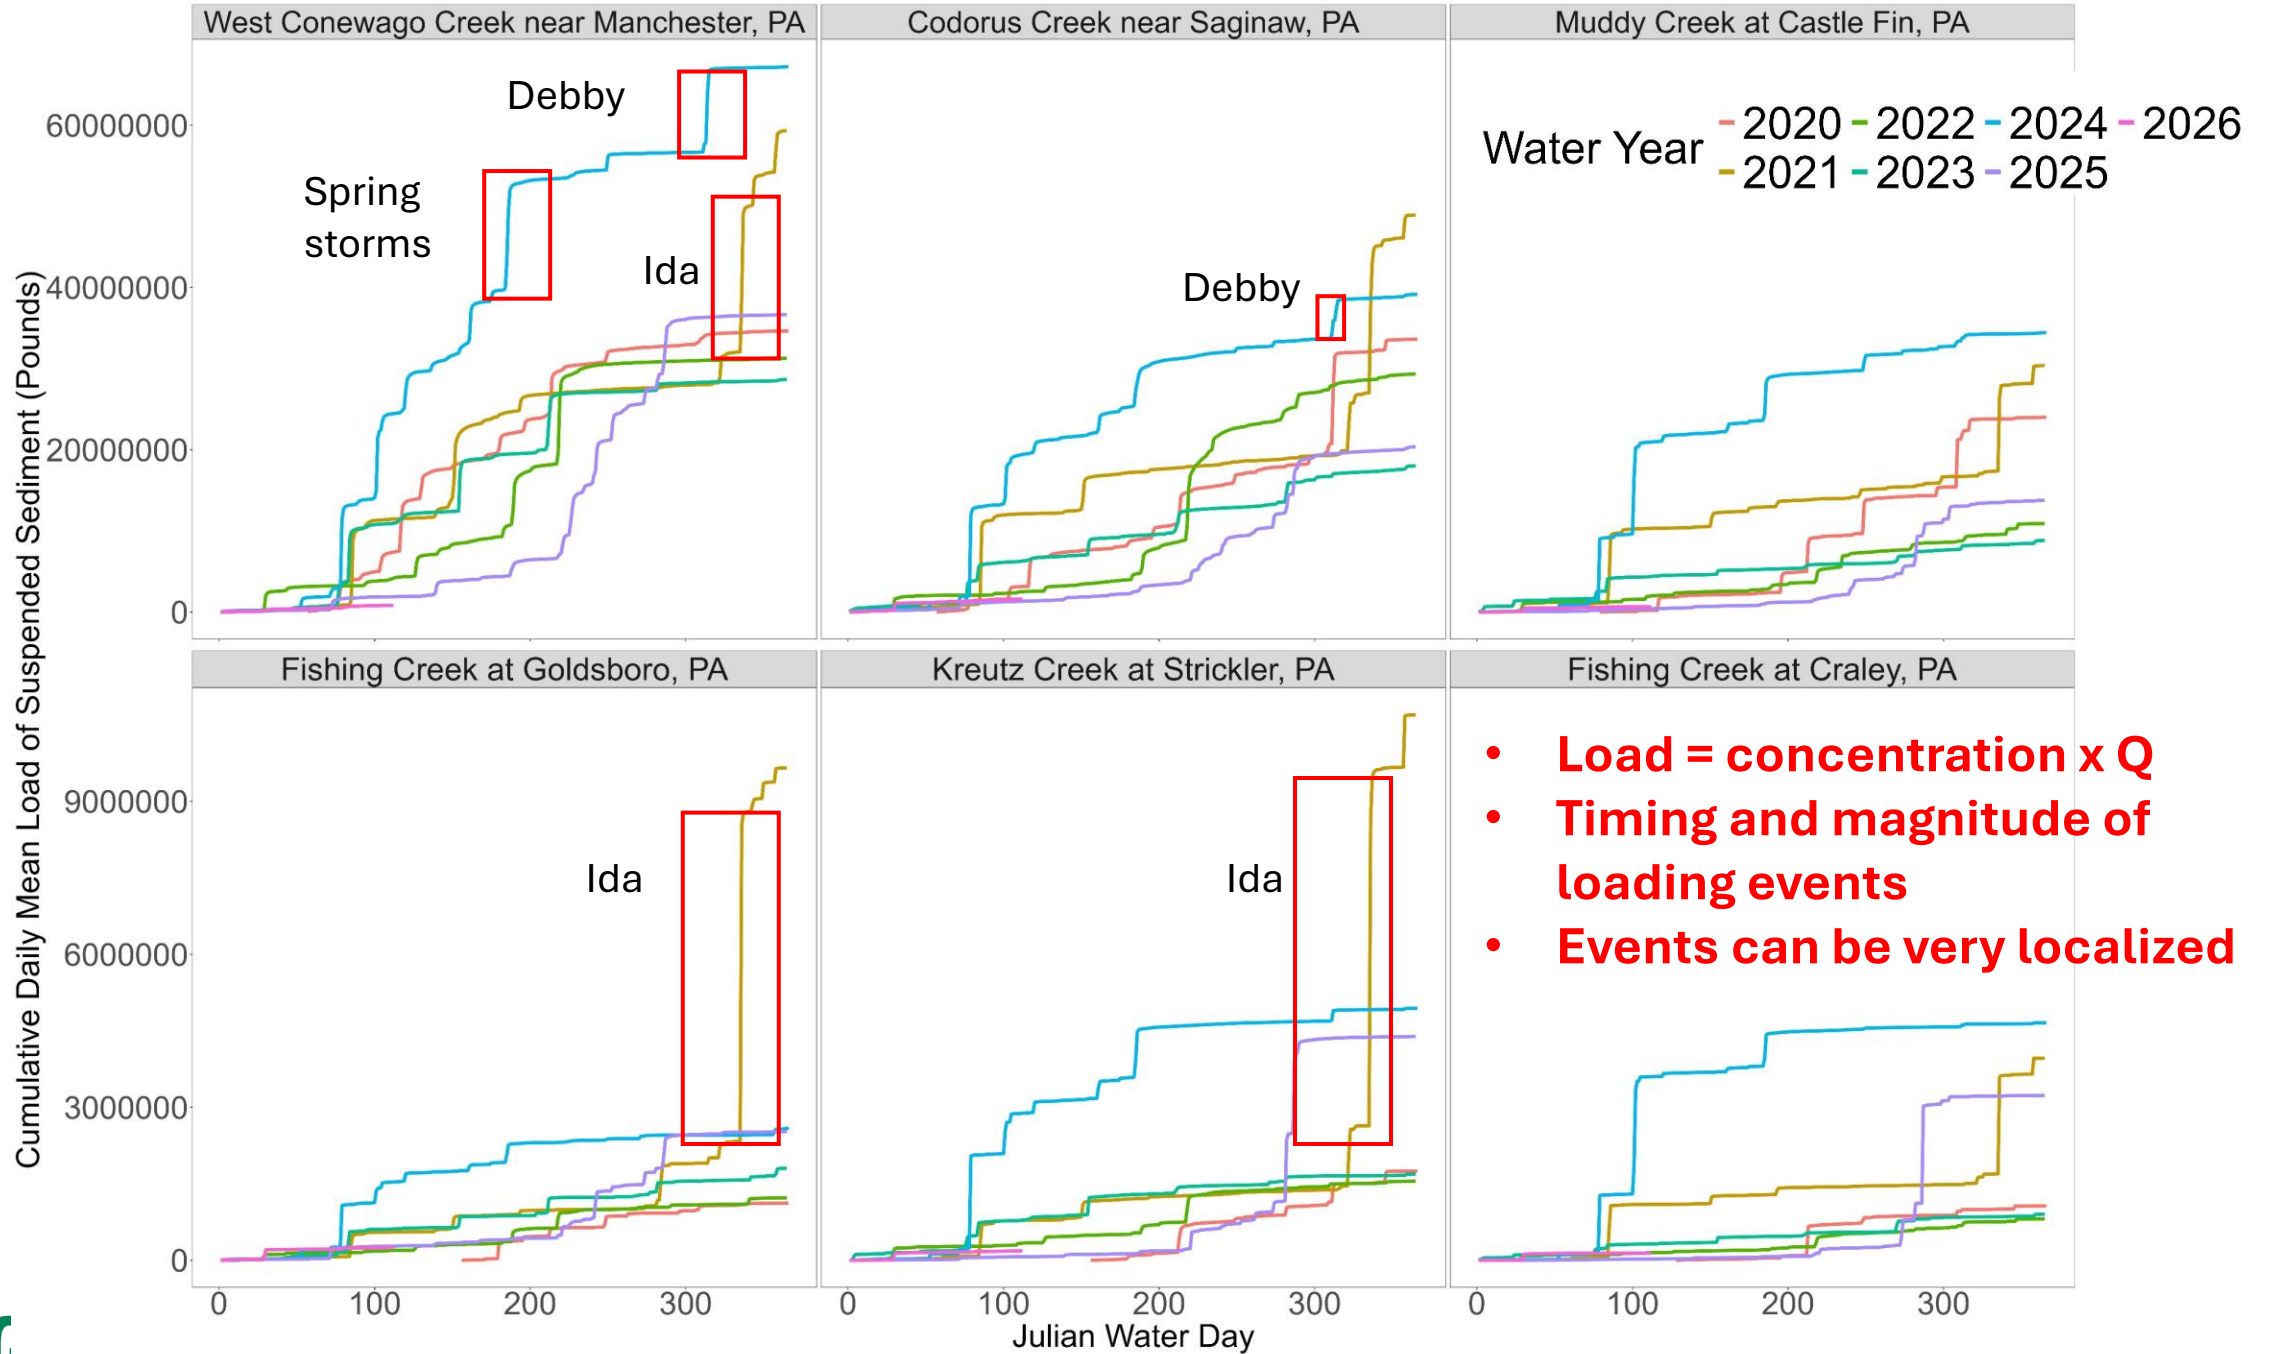 West Conewago Creek near Manchester, PA
Codorus Creek near Saginaw, PA
Muddy Creek at Castle Fin, PA
Cumulative Daily Mean Load of Suspended Sediment (Pounds)
60000000
40000000
20000000
0
Debby
Spring
storms
Ida
Debby
Water Year
2020 2022 2024 2026
2021 2023 2025
Fishing Creek at Goldsboro, PA
Kreutz Creek at Strickler, PA
Fishing Creek at Craley, PA
9000000
6000000
3000000
0
Ida
Ida
• Load = concentration x Q
• Timing and magnitude of
loading events
• Events can be very localized
0 100 200 300
0 100 200 300
0 100 200 300
Julian Water Day